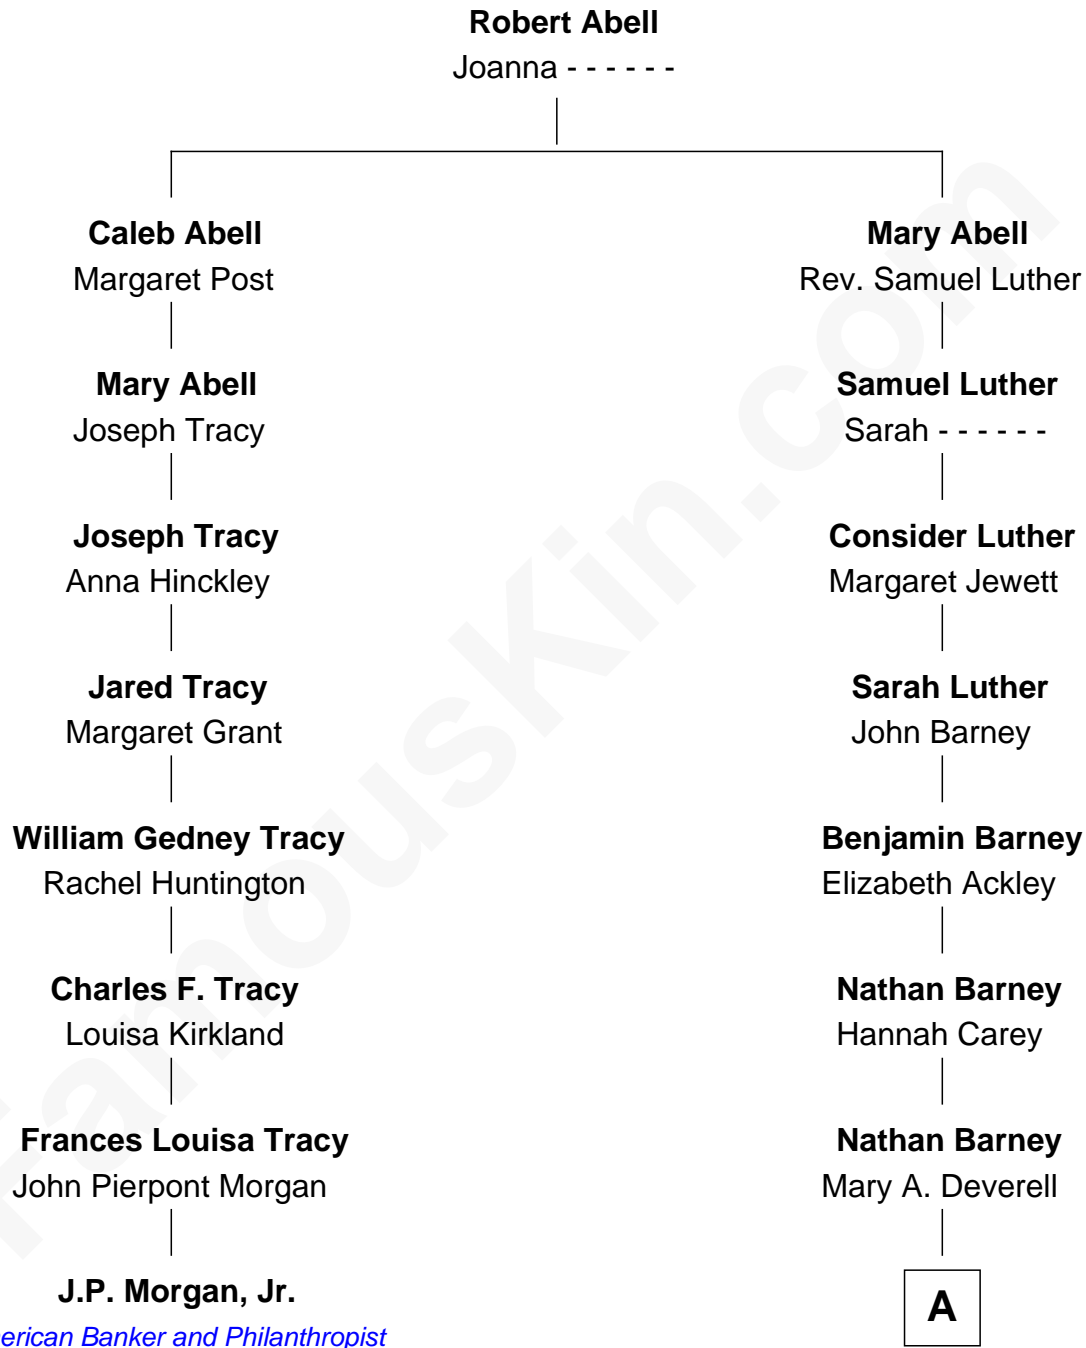 Robert Abell
Joanna - - - - - -
Caleb Abell
Margaret Post
Mary Abell
Rev. Samuel Luther
Mary Abell
Joseph Tracy
Samuel Luther
Sarah - - - - - -
Joseph Tracy
Anna Hinckley
Consider Luther
Margaret Jewett
Jared Tracy
Margaret Grant
Sarah Luther
John Barney
William Gedney Tracy
Rachel Huntington
Benjamin Barney
Elizabeth Ackley
Charles F. Tracy
Louisa Kirkland
Nathan Barney
Hannah Carey
Frances Louisa Tracy
John Pierpont Morgan
Nathan Barney
Mary A. Deverell
J.P. Morgan, Jr.
erican Banker and Philanthropist
A
FamousKin.com